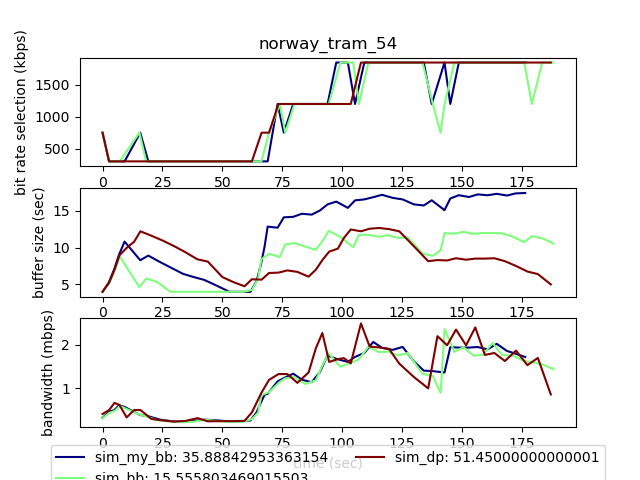 norway_tram_54
bit rate selection (kbps)
1500
1000
500
0 25 50 75 100 125 150 175
buffer size (sec)
15
10
5
0 25 50 75 100 125 150 175
bandwidth (mbps)
2
1
0 25 50 75 100 125 150 175
time (sec)
sim_my_bb: 35.88842953363154
sim_dp: 51.45000000000001
sim_bb: 15.555803469015503